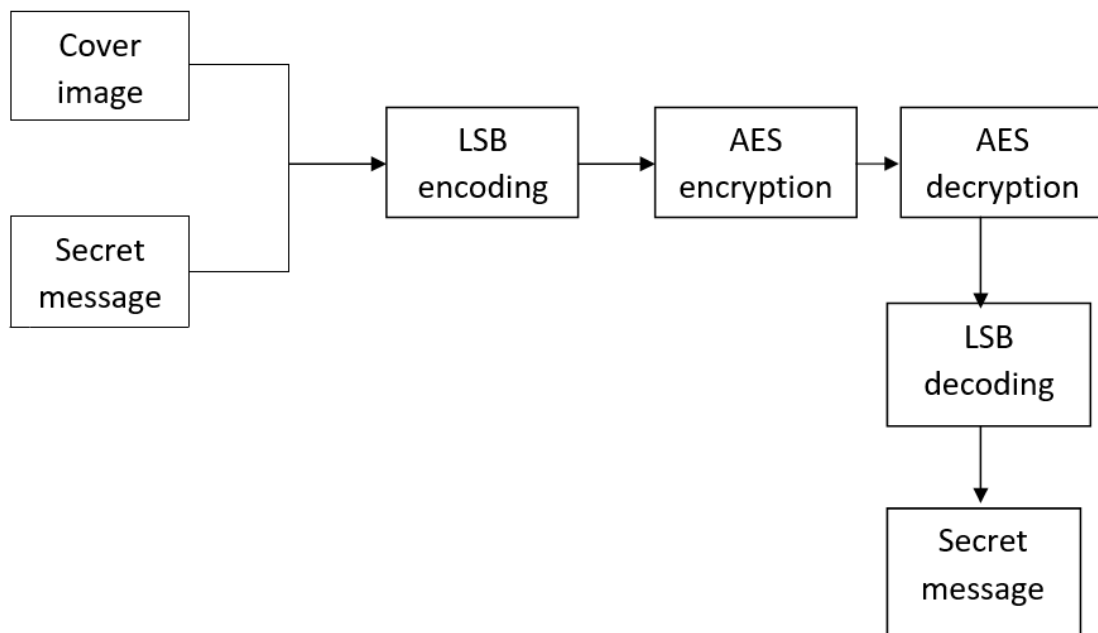 Cover
image
Secret
message
LSB
encoding
AES
encryption
AES
decryption
LSB
decoding
Secret
message